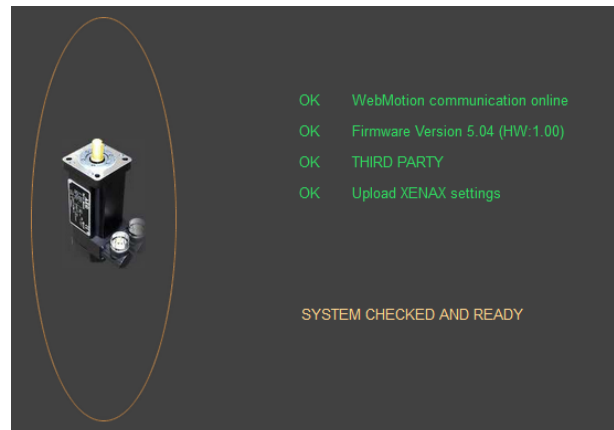 OK WebMotion communication online
OK Firmware Version 5.04 (HW:1.00)
OK THIRD PARTY
OK Upload XENAX settings
SYSTEM CHECKED AND READY